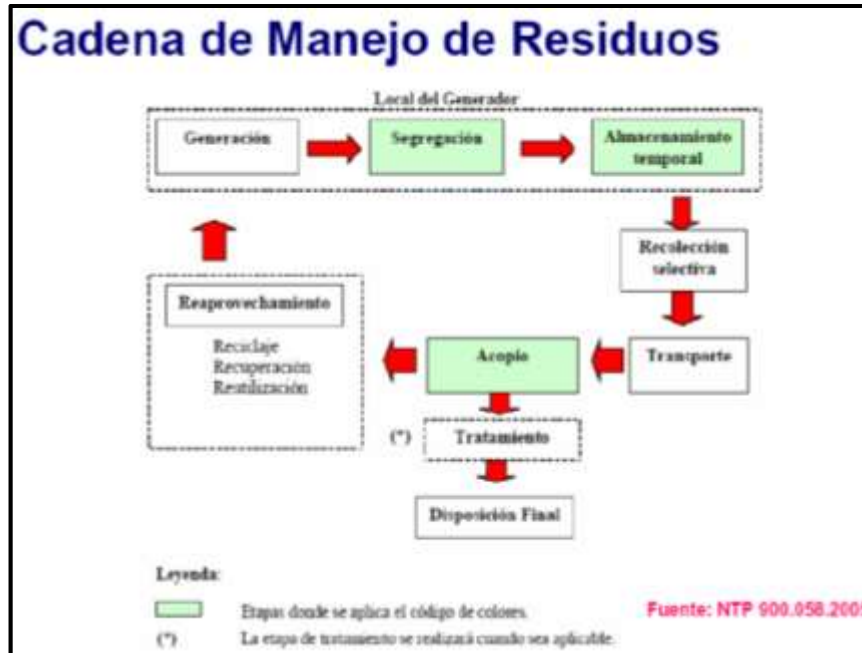 Cadena de Manejo de Residuos
Local del Generador
Generación
Segregación
Almacenamiento
temporal
Recolección
selectiva
Reaprovechamiento
Reciclaje
Recuperación
Reutilización
Acopio
Transporte
(*)
Tratamiento
Disposición Final
Leyenda:
Etapas donde se aplica el código de colores.
Fuente: NTP 900.058.2005
(*) La etapa de tratamiento se realizará cuando sea aplicable.